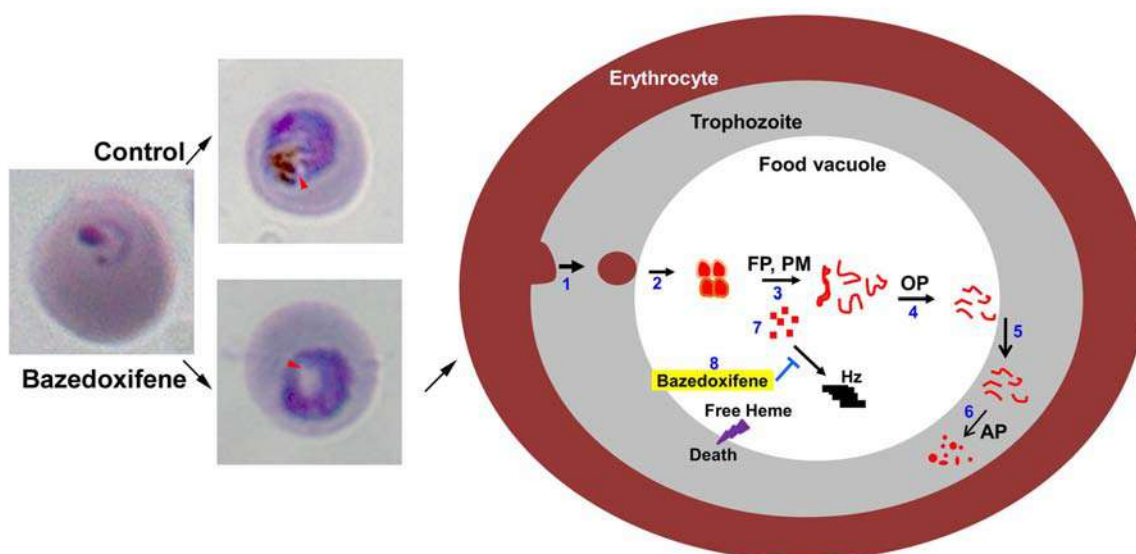 Control
Bazedoxifene
Erythrocyte
Trophozoite
Food vacuole
1
2
FP, PM
3
OP
4
5
7
8
Bazedoxifene
Hz
Free Heme
Death
6
AP